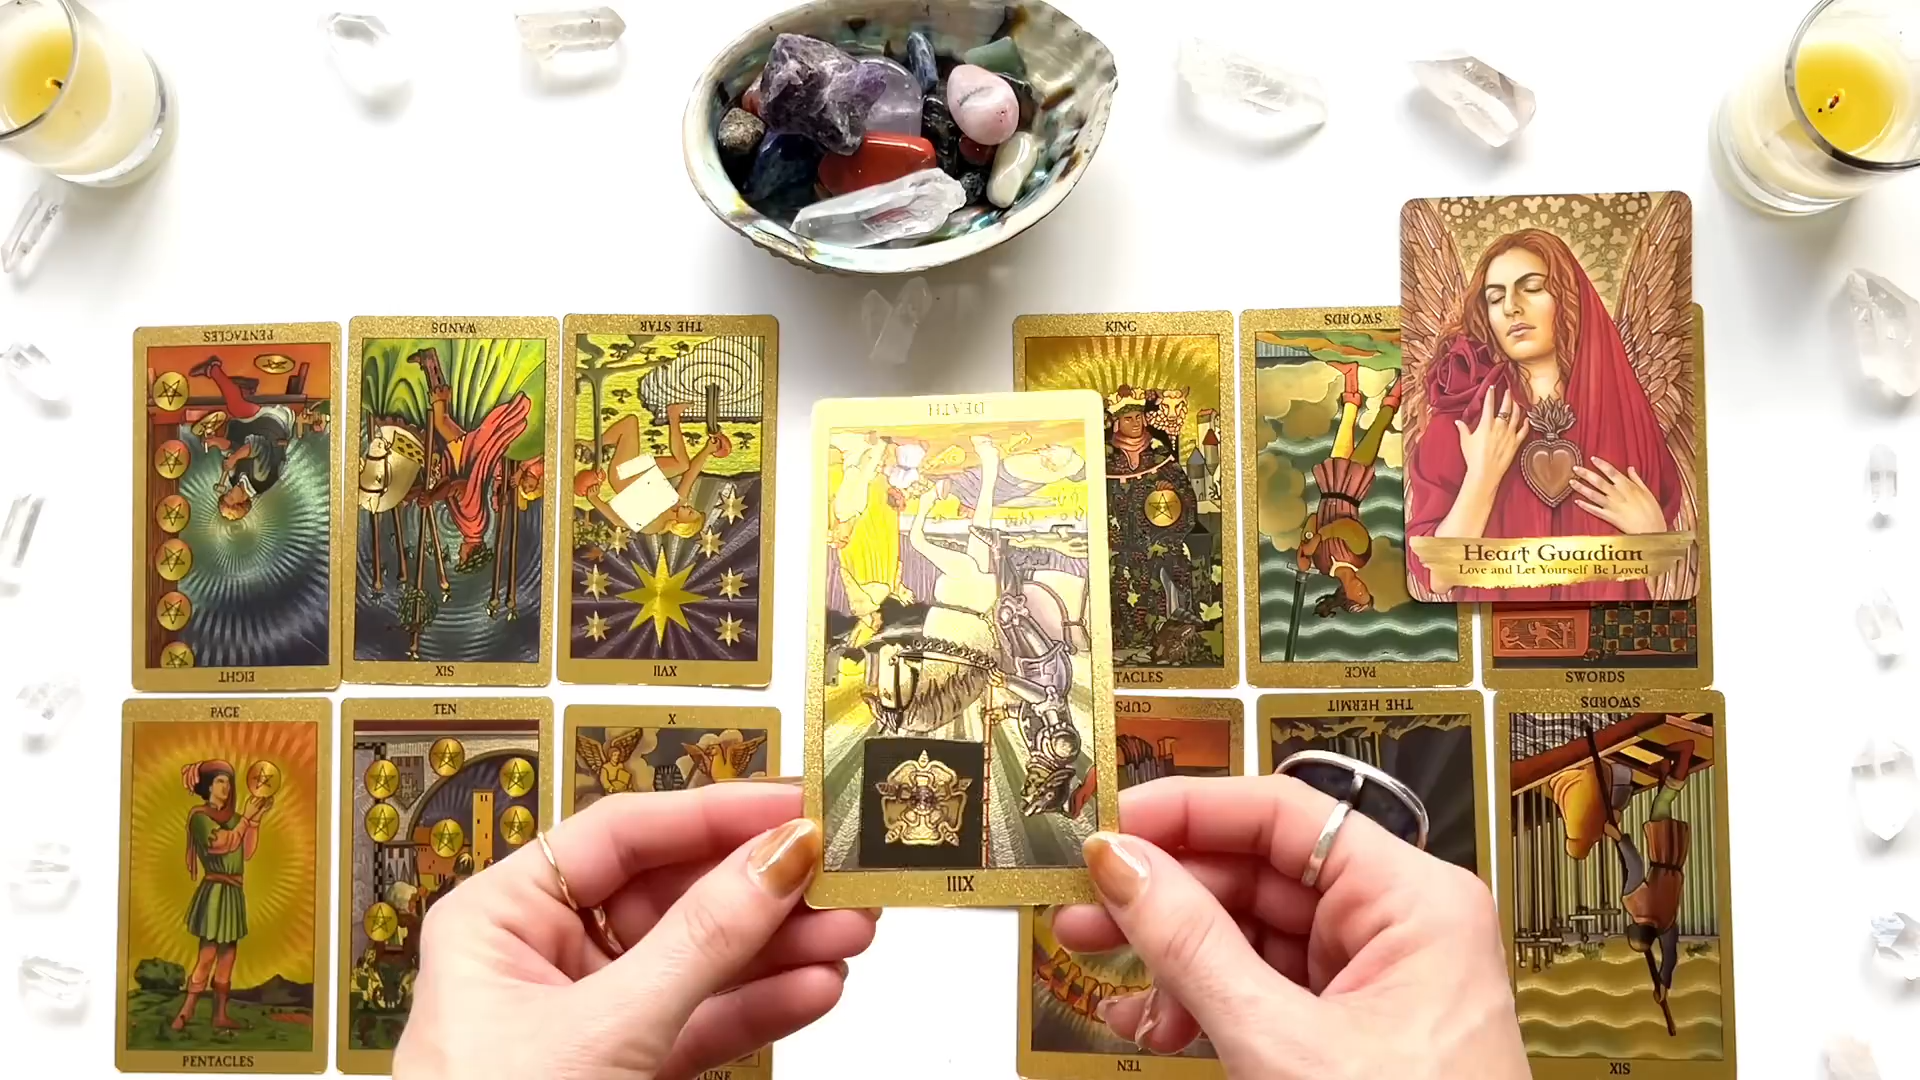 PENTACLES
EIGHT
WANDS
SIX
THE STAR
XVII
DEATH
XIII
KING
TACLES
SWORDS
PAGE
Heart Guardian
Love and Let Yourself Be Loved
SWORDS
PAGE
PENTACLES
TEN
X
TUNE
CUPS
TEN
THE HERMIT
SWORDS
SIX